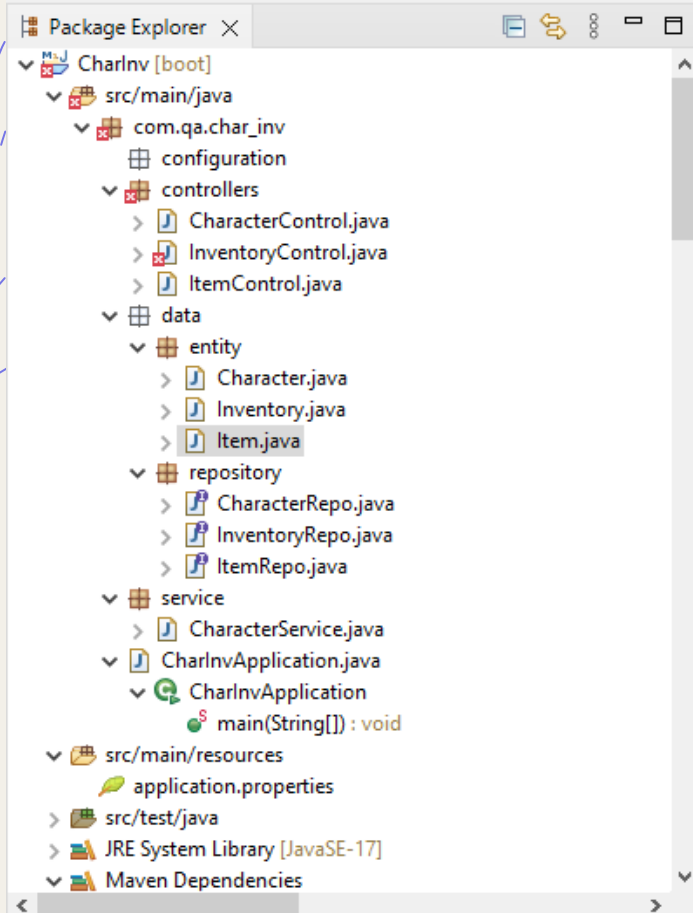 Package Explorer
CharInv [boot]
src/main/java
com.qa.char_inv
configuration
controllers
CharacterControl.java
InventoryControl.java
ItemControl.java
data
entity
Character.java
Inventory.java
Item.java
repository
CharacterRepo.java
InventoryRepo.java
ItemRepo.java
service
CharacterService.java
CharInvApplication.java
CharInvApplication
main(String[]) : void
src/main/resources
application.properties
src/test/java
JRE System Library [JavaSE-17]
Maven Dependencies